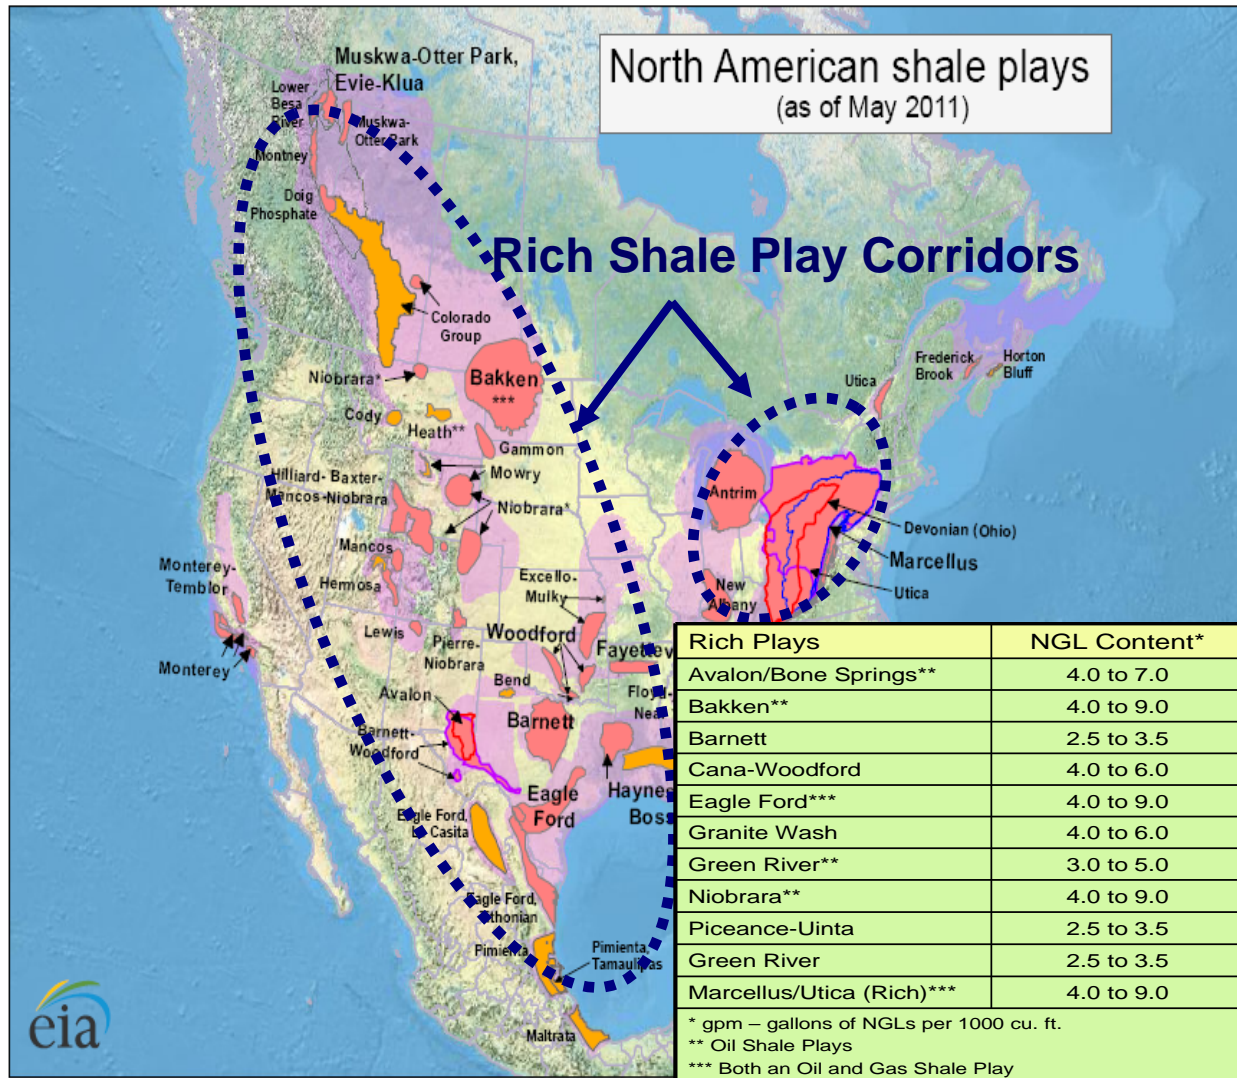 North American shale plays
(as of May 2011)
Muskwa-Otter Park,
Evie-Klua
Lower
Besa
River
Muskwa-
Otter Park
Montney
Doig
Phosphate
Rich Shale Play Corridors
Colorado
Group
Niobrara*
Bakken
***
Cody
Heath**
Gammon
Mowry
Hilliard- Baxter-
Mancos-Niobrara
Niobrara*
Mancos
Hermosa
Monterey-
Temblor
Monterey
Lewis
Pierre-
Niobrara
Excello-
Mulky
Woodford
Fayettev
Bend
Floyd-
Neal
Avalon
Barnett
Barnett-
Woodford
Eagle
Ford
Haynes
Boss
Eagle Ford,
La Casita
Eagle Ford,
Tithonian
Pimienta
Pimienta,
Tamaulipas
Maltrata
Frederick
Brook
Horton
Bluff
Utica
Antrim
Devonian (Ohio)
Marcellus
Utica
New
Albany
Rich Plays NGL Content*
Avalon/Bone Springs** 4.0 to 7.0
Bakken** 4.0 to 9.0
Barnett 2.5 to 3.5
Cana-Woodford 4.0 to 6.0
Eagle Ford*** 4.0 to 9.0
Granite Wash 4.0 to 6.0
Green River** 3.0 to 5.0
Niobrara** 4.0 to 9.0
Piceance-Uinta 2.5 to 3.5
Green River 2.5 to 3.5
Marcellus/Utica (Rich)*** 4.0 to 9.0
* gpm – gallons of NGLs per 1000 cu. ft.
** Oil Shale Plays
*** Both an Oil and Gas Shale Play
eia